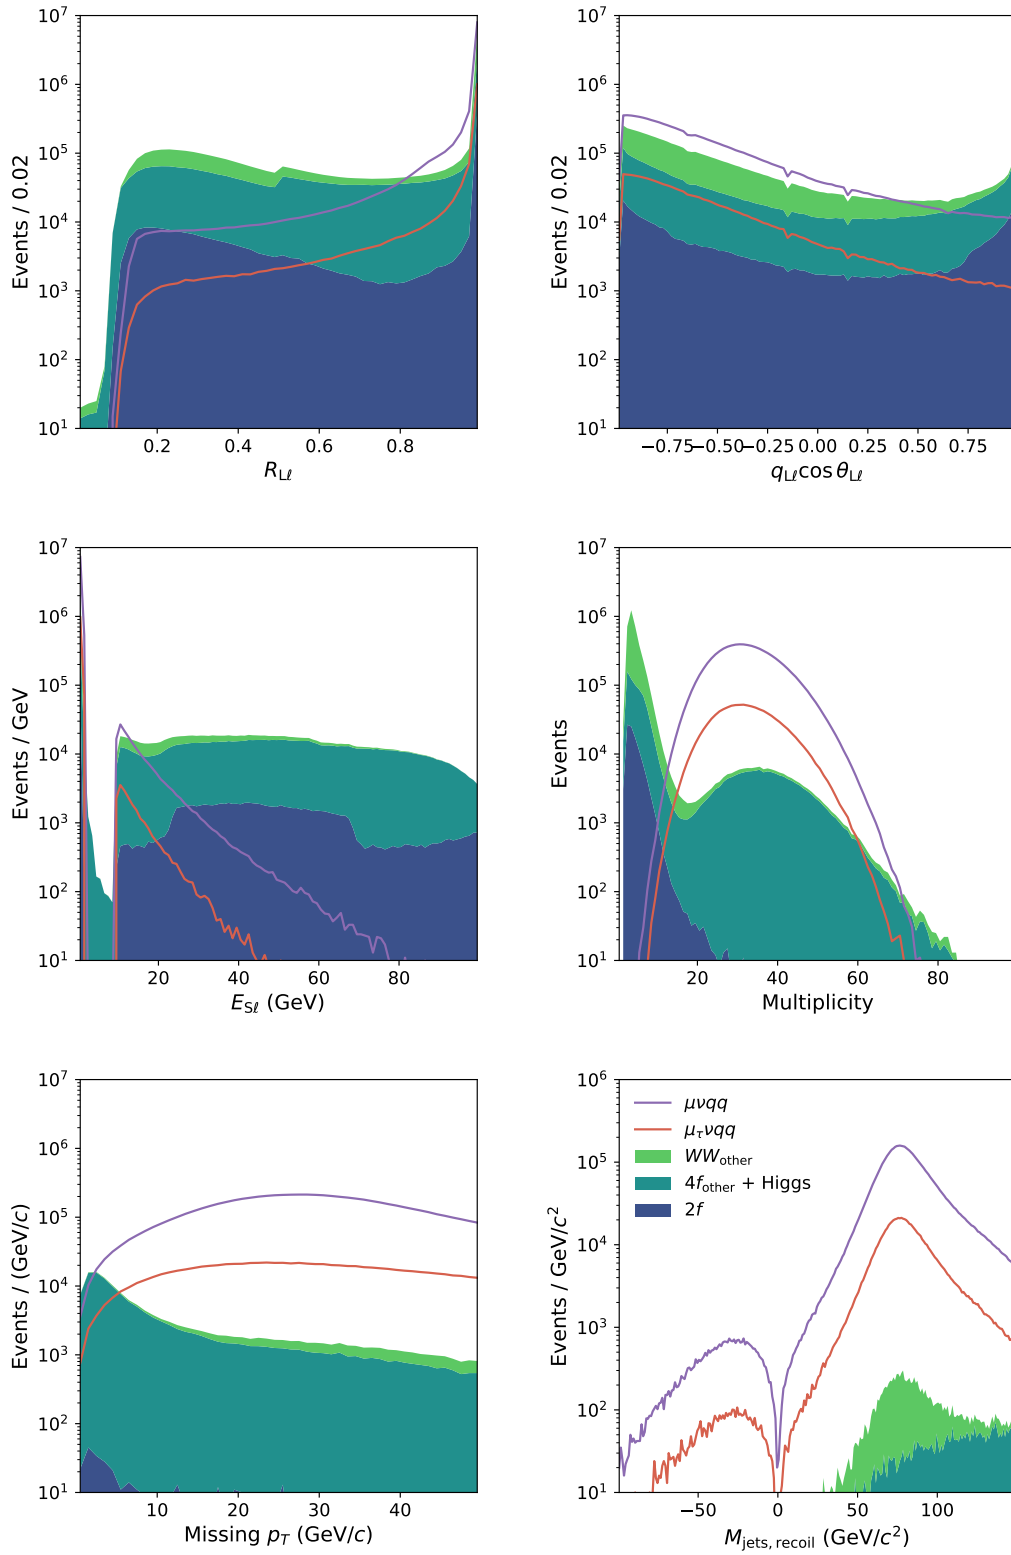 10^7
10^6
10^5
10^4
10^3
10^2
10^1
Events / 0.02
0.2 0.4 0.6 0.8
R_Lℓ
10^7
10^6
10^5
10^4
10^3
10^2
10^1
Events / 0.02
−0.75 −0.50 −0.25 0.00 0.25 0.50 0.75
q_Lℓ cos θ_Lℓ
10^7
10^6
10^5
10^4
10^3
10^2
10^1
Events / GeV
20 40 60 80
E_Sℓ (GeV)
10^7
10^6
10^5
10^4
10^3
10^2
10^1
Events
20 40 60 80
Multiplicity
10^7
10^6
10^5
10^4
10^3
10^2
10^1
Events / (GeV/c)
10 20 30 40
Missing p_T (GeV/c)
10^6
10^5
10^4
10^3
10^2
10^1
Events / GeV/c^2
μνqq
μ_τνqq
WW_other
4f_other + Higgs
2f
−50 0 50 100
M_jets, recoil (GeV/c^2)